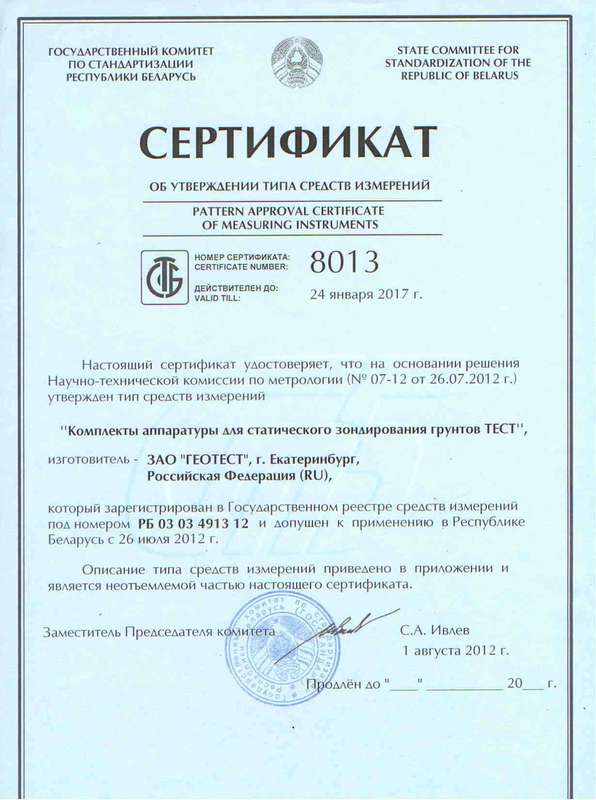 ГОСУДАРСТВЕННЫЙ КОМИТЕТ
ПО СТАНДАРТИЗАЦИИ
РЕСПУБЛИКИ БЕЛАРУСЬ
STATE COMMITTEE FOR
STANDARDIZATION OF THE
REPUBLIC OF BELARUS
СЕРТИФИКАТ
ОБ УТВЕРЖДЕНИИ ТИПА СРЕДСТВ ИЗМЕРЕНИЙ
PATTERN APPROVAL CERTIFICATE
OF MEASURING INSTRUMENTS
НОМЕР СЕРТИФИКАТА:
CERTIFICATE NUMBER:
8013
ДЕЙСТВИТЕЛЕН ДО:
VALID TILL:
24 января 2017 г.
Настоящий сертификат удостоверяет, что на основании решения
Научно-технической комиссии по метрологии (№ 07-12 от 26.07.2012 г.)
утвержден тип средств измерений
"Комплекты аппаратуры для статического зондирования грунтов ТЕСТ",
изготовитель - ЗАО "ГЕОТЕСТ", г. Екатеринбург,
Российская Федерация (RU),
который зарегистрирован в Государственном реестре средств измерений
под номером РБ 03 03 4913 12 и допущен к применению в Республике
Беларусь с 26 июля 2012 г.
Описание типа средств измерений приведено в приложении и
является неотъемлемой частью настоящего сертификата.
Заместитель Председателя комитета
С.А. Ивлев
1 августа 2012 г.
Продлён до "____" ____________ 20___ г.